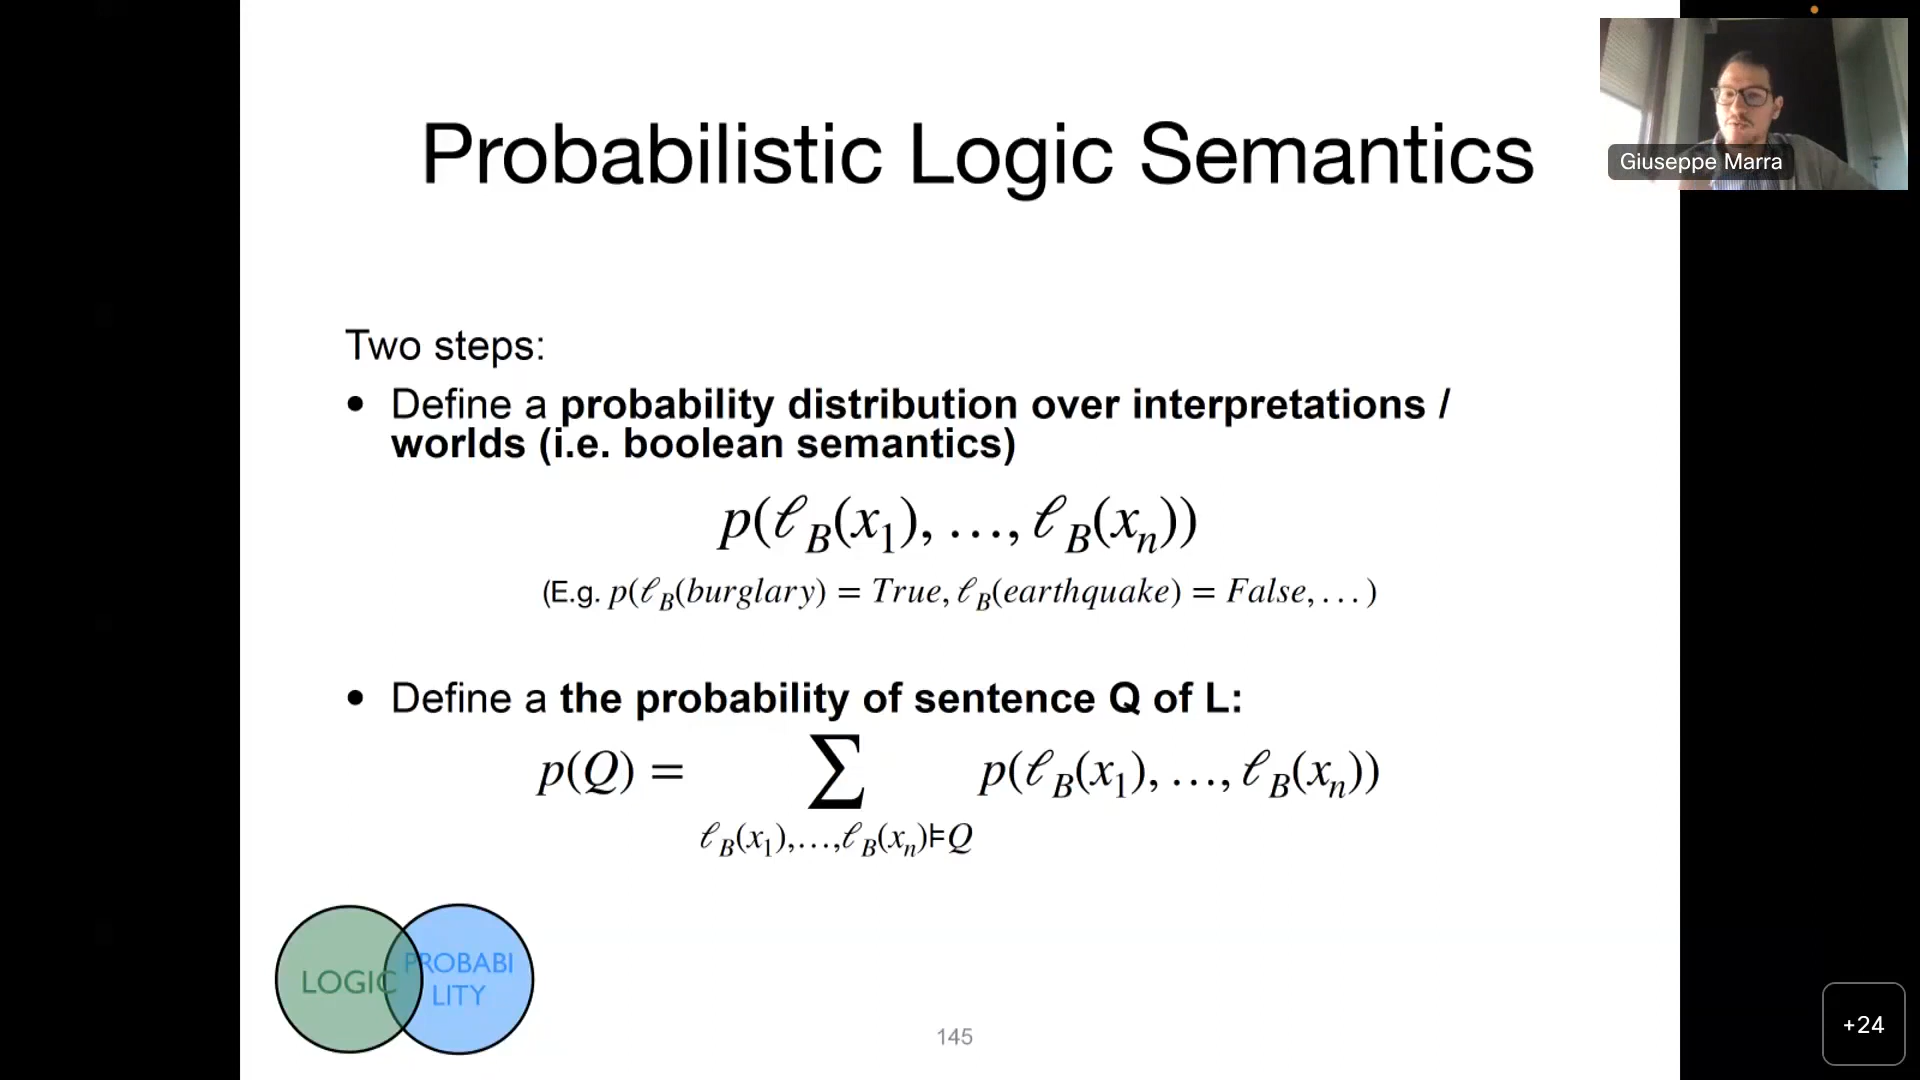 Probabilistic Logic Semantics
Giuseppe Marra
Two steps:
• Define a probability distribution over interpretations /
worlds (i.e. boolean semantics)
p(ℓ_B(x_1), …, ℓ_B(x_n))
(E.g. p(ℓ_B(burglary) = True, ℓ_B(earthquake) = False, . . . )
• Define a the probability of sentence Q of L:
p(Q) = ∑ p(ℓ_B(x_1), …, ℓ_B(x_n))
ℓ_B(x_1),…,ℓ_B(x_n)⊧Q
LOGIC
PROBABI
LITY
145
+24